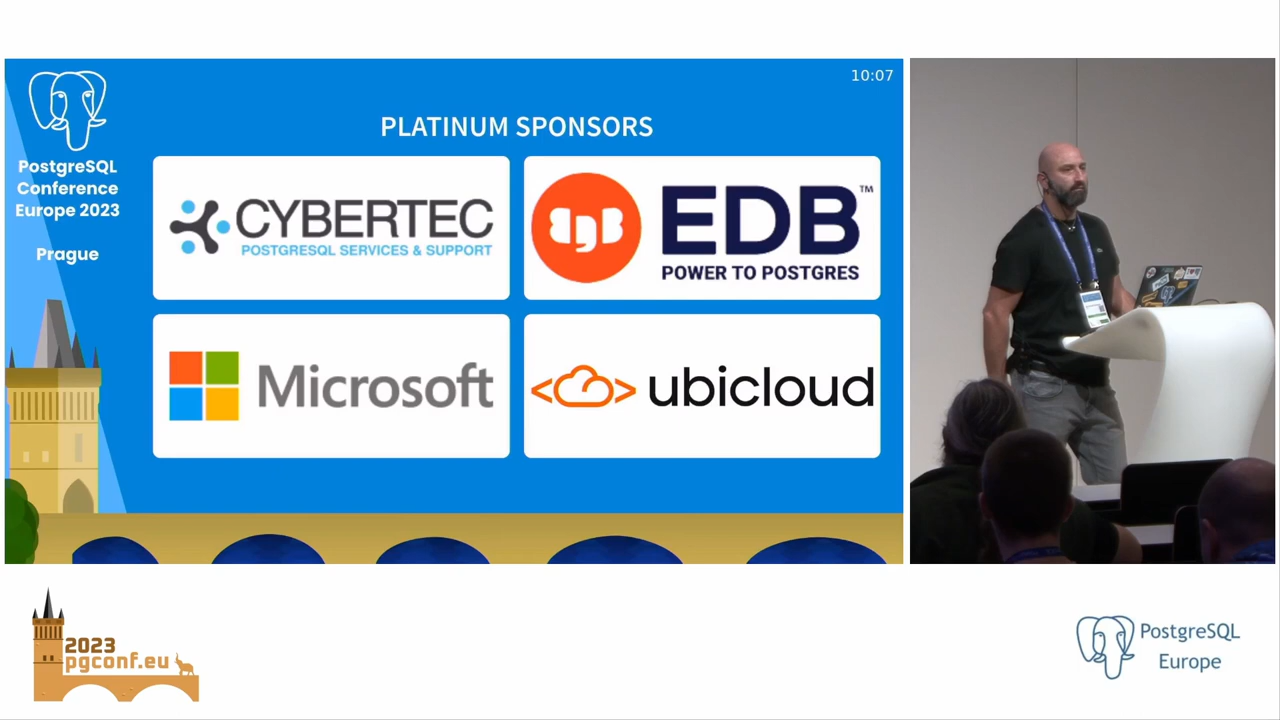 10:07
PLATINUM SPONSORS
PostgreSQL
Conference
Europe 2023
Prague
CYBERTEC
POSTGRESQL SERVICES & SUPPORT
EDB™
POWER TO POSTGRES
Microsoft
<> ubicloud
2023
pgconf.eu
PostgreSQL
Europe